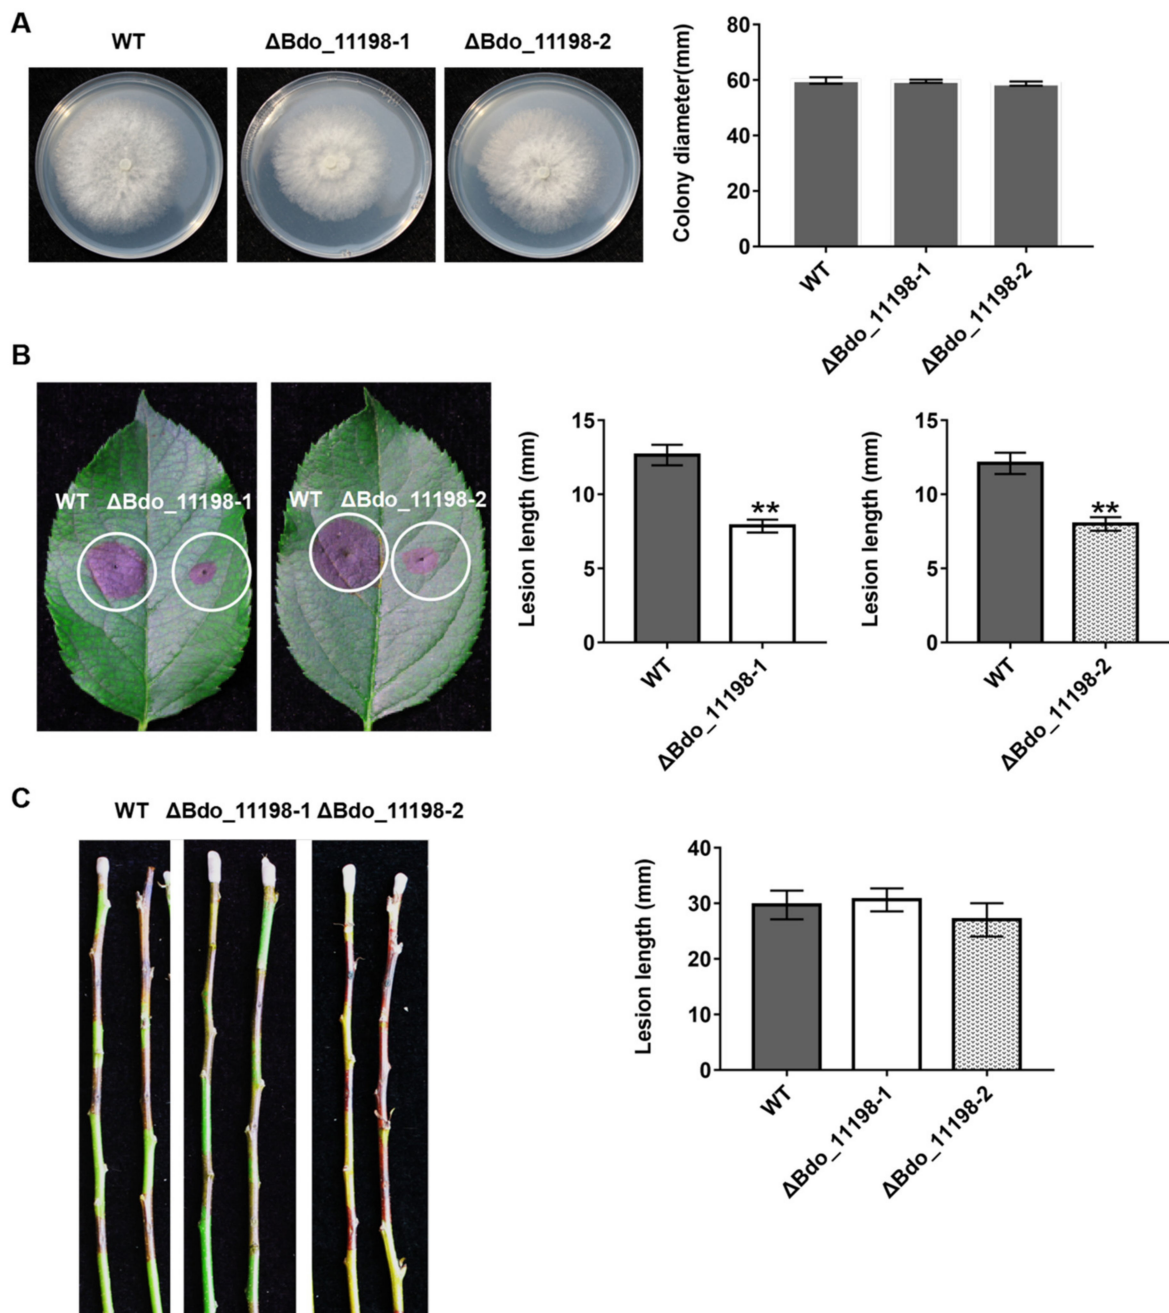 A
WT ΔBdo_11198-1 ΔBdo_11198-2
Colony diameter(mm)
80
60
40
20
0
WT
ΔBdo_11198-1
ΔBdo_11198-2
B
WT ΔBdo_11198-1
WT ΔBdo_11198-2
Lesion length (mm)
15
10
5
0
**
WT
ΔBdo_11198-1
Lesion length (mm)
15
10
5
0
**
WT
ΔBdo_11198-2
C
WT ΔBdo_11198-1 ΔBdo_11198-2
Lesion length (mm)
40
30
20
10
0
WT
ΔBdo_11198-1
ΔBdo_11198-2